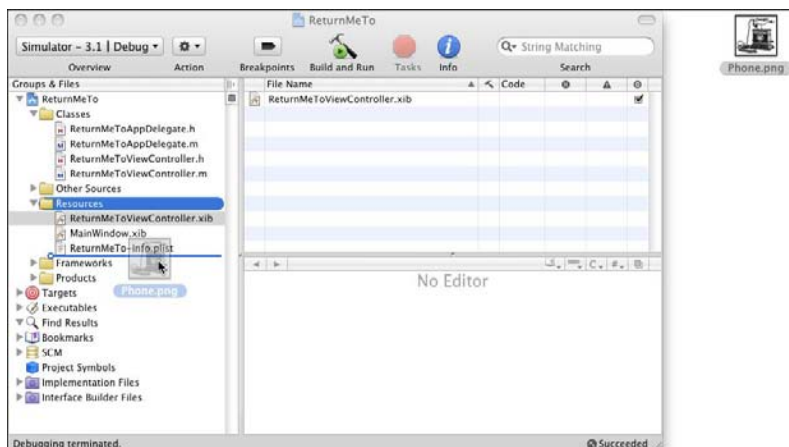 ReturnMeTo
Simulator - 3.1 | Debug
Overview
Action
Breakpoints
Build and Run
Tasks
Info
String Matching
Search
Phone.png
Groups & Files
File Name
Code
ReturnMeTo
Classes
ReturnMeToAppDelegate.h
ReturnMeToAppDelegate.m
ReturnMeToViewController.h
ReturnMeToViewController.m
Other Sources
Resources
ReturnMeToViewController.xib
MainWindow.xib
ReturnMeTo-Info.plist
Frameworks
Products
Phone.png
Targets
Executables
Find Results
Bookmarks
SCM
Project Symbols
Implementation Files
Interface Builder Files
ReturnMeToViewController.xib
C
#
No Editor
Debugging terminated.
Succeeded